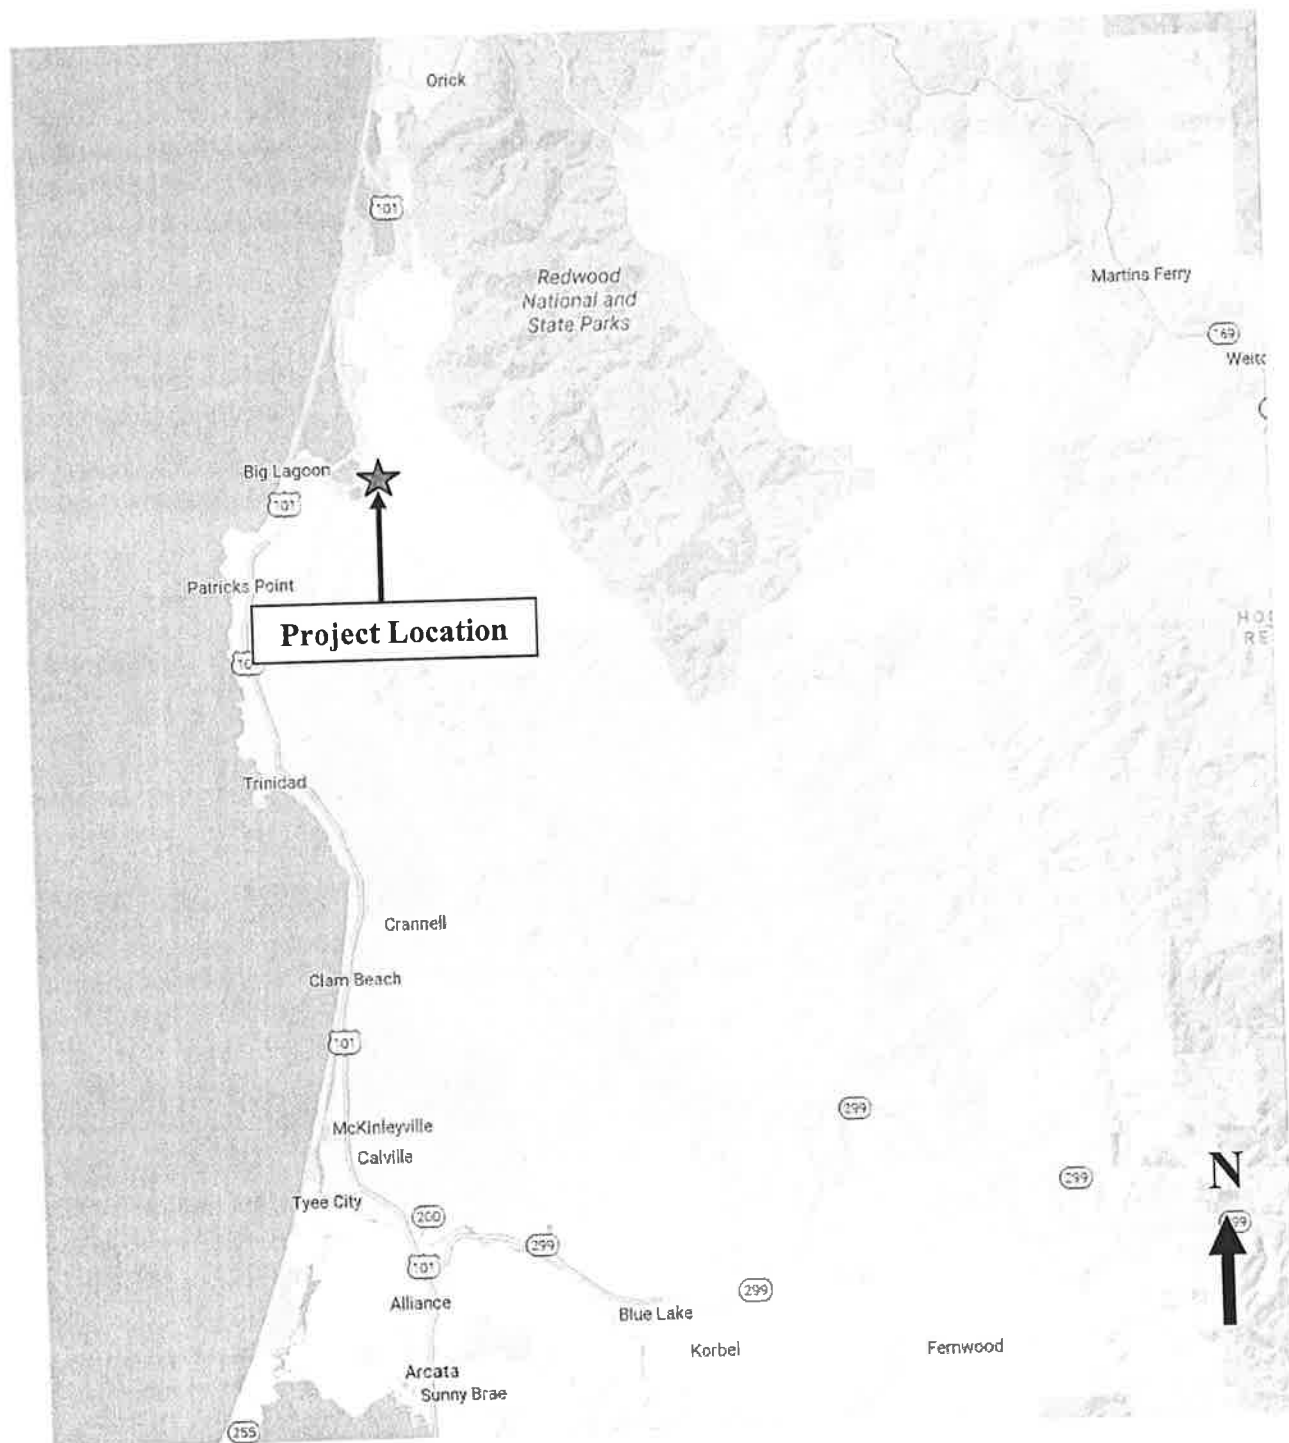 Orick
101
Redwood
National and
State Parks
Martins Ferry
169
Big Lagoon
101
Patricks Point
Project Location
Trinidad
Crannell
Clam Beach
101
299
McKinleyville
Calville
299
N
Tyee City
200
299
101
299
Alliance
Blue Lake
Korbel
Fernwood
Arcata
Sunny Brae
255